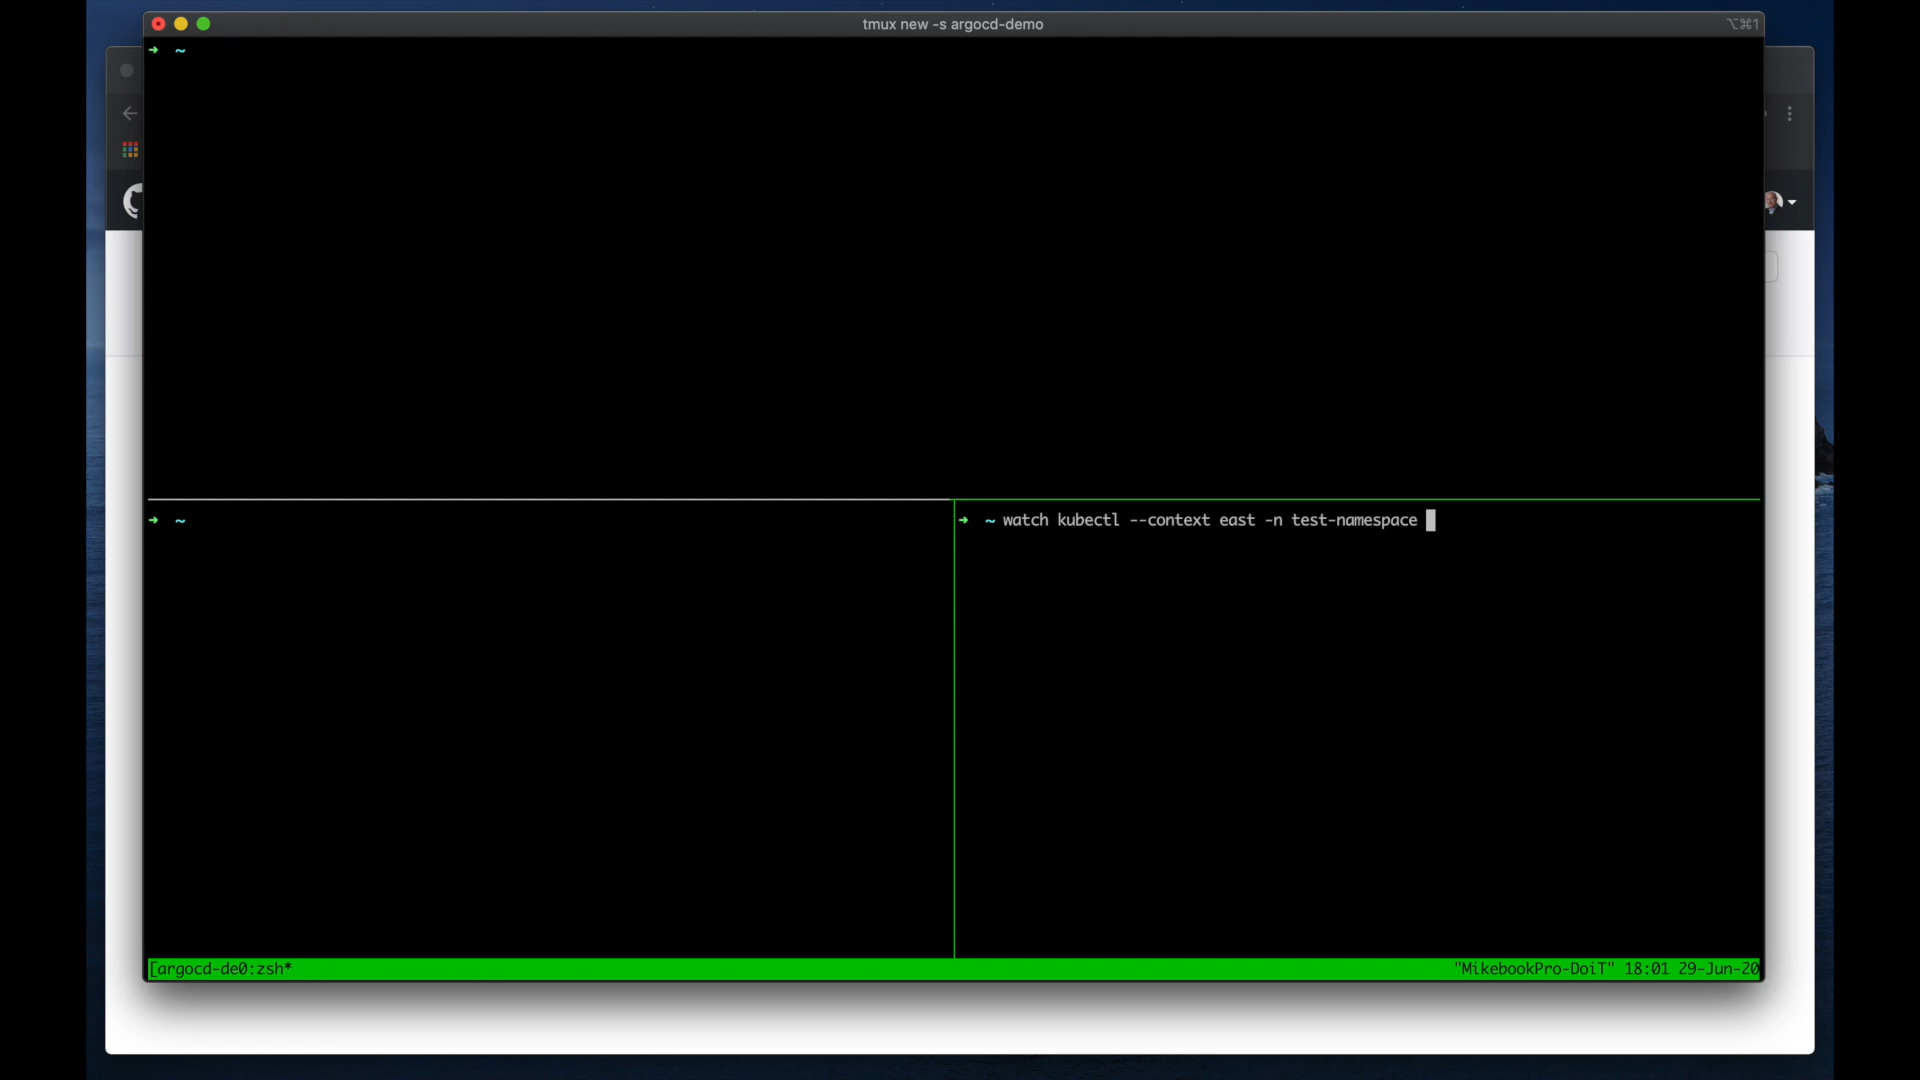 tmux new -s argocd-demo
⌥⌘1
→ ~
→ ~
→ ~ watch kubectl --context east -n test-namespace
[argocd-de0:zsh*
"MikebookPro-DoiT" 18:01 29-Jun-20